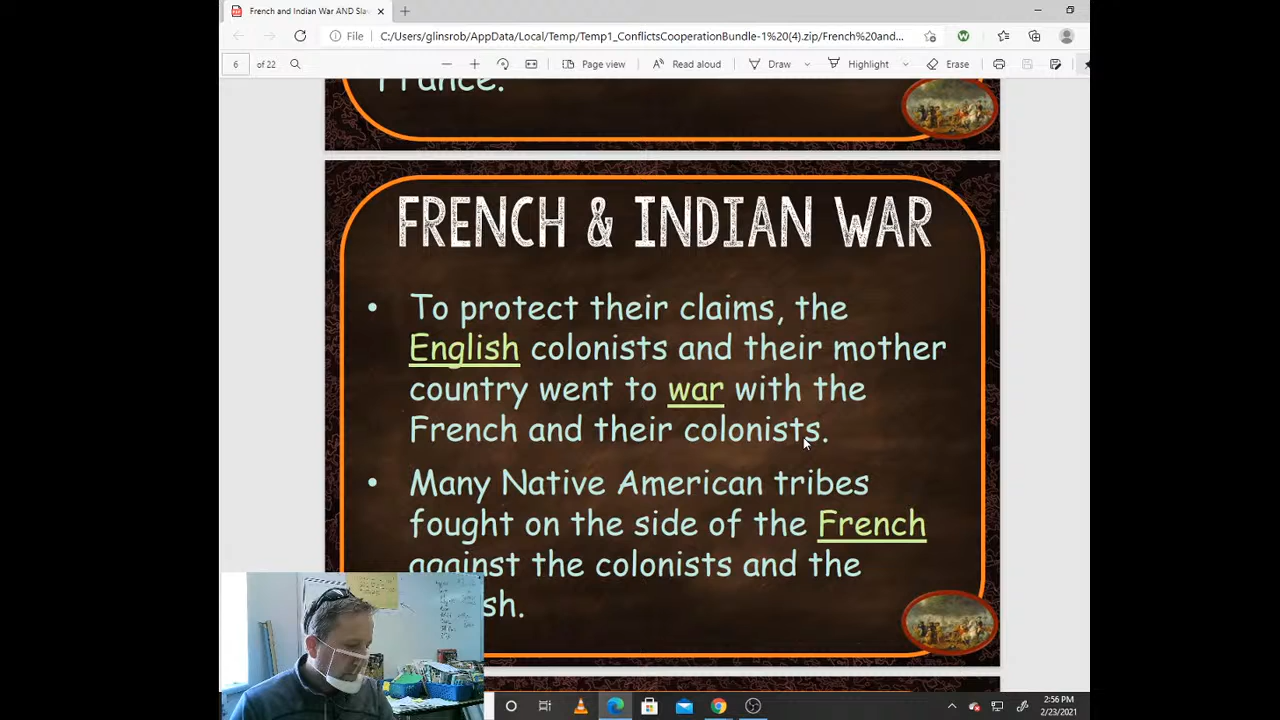 French and Indian War AND Sla
File
C:/Users/glinsrob/AppData/Local/Temp/Temp1_ConflictsCooperationBundle-1%20(4).zip/French%20and...
6 of 22
Page view
Read aloud
Draw
Highlight
Erase
France.
FRENCH & INDIAN WAR
• To protect their claims, the
English colonists and their mother
country went to war with the
French and their colonists.
• Many Native American tribes
fought on the side of the French
against the colonists and the
sh.
2:56 PM
2/23/2021